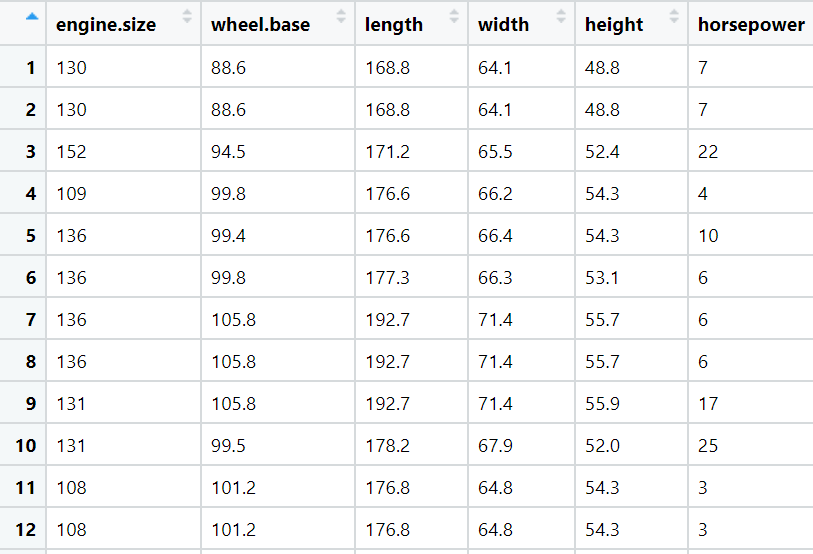 engine.size wheel.base length width height horsepower
1 130 88.6 168.8 64.1 48.8 7
2 130 88.6 168.8 64.1 48.8 7
3 152 94.5 171.2 65.5 52.4 22
4 109 99.8 176.6 66.2 54.3 4
5 136 99.4 176.6 66.4 54.3 10
6 136 99.8 177.3 66.3 53.1 6
7 136 105.8 192.7 71.4 55.7 6
8 136 105.8 192.7 71.4 55.7 6
9 131 105.8 192.7 71.4 55.9 17
10 131 99.5 178.2 67.9 52.0 25
11 108 101.2 176.8 64.8 54.3 3
12 108 101.2 176.8 64.8 54.3 3